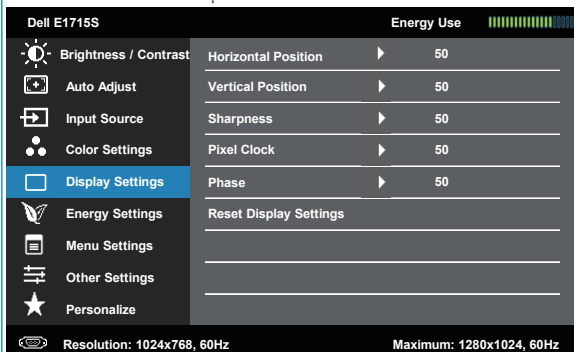 Dell E1715S Energy Use
Brightness / Contrast Horizontal Position 50
Auto Adjust Vertical Position 50
Input Source Sharpness 50
Color Settings Pixel Clock 50
Display Settings Phase 50
Energy Settings Reset Display Settings
Menu Settings
Other Settings
Personalize
Resolution: 1024x768, 60Hz Maximum: 1280x1024, 60Hz